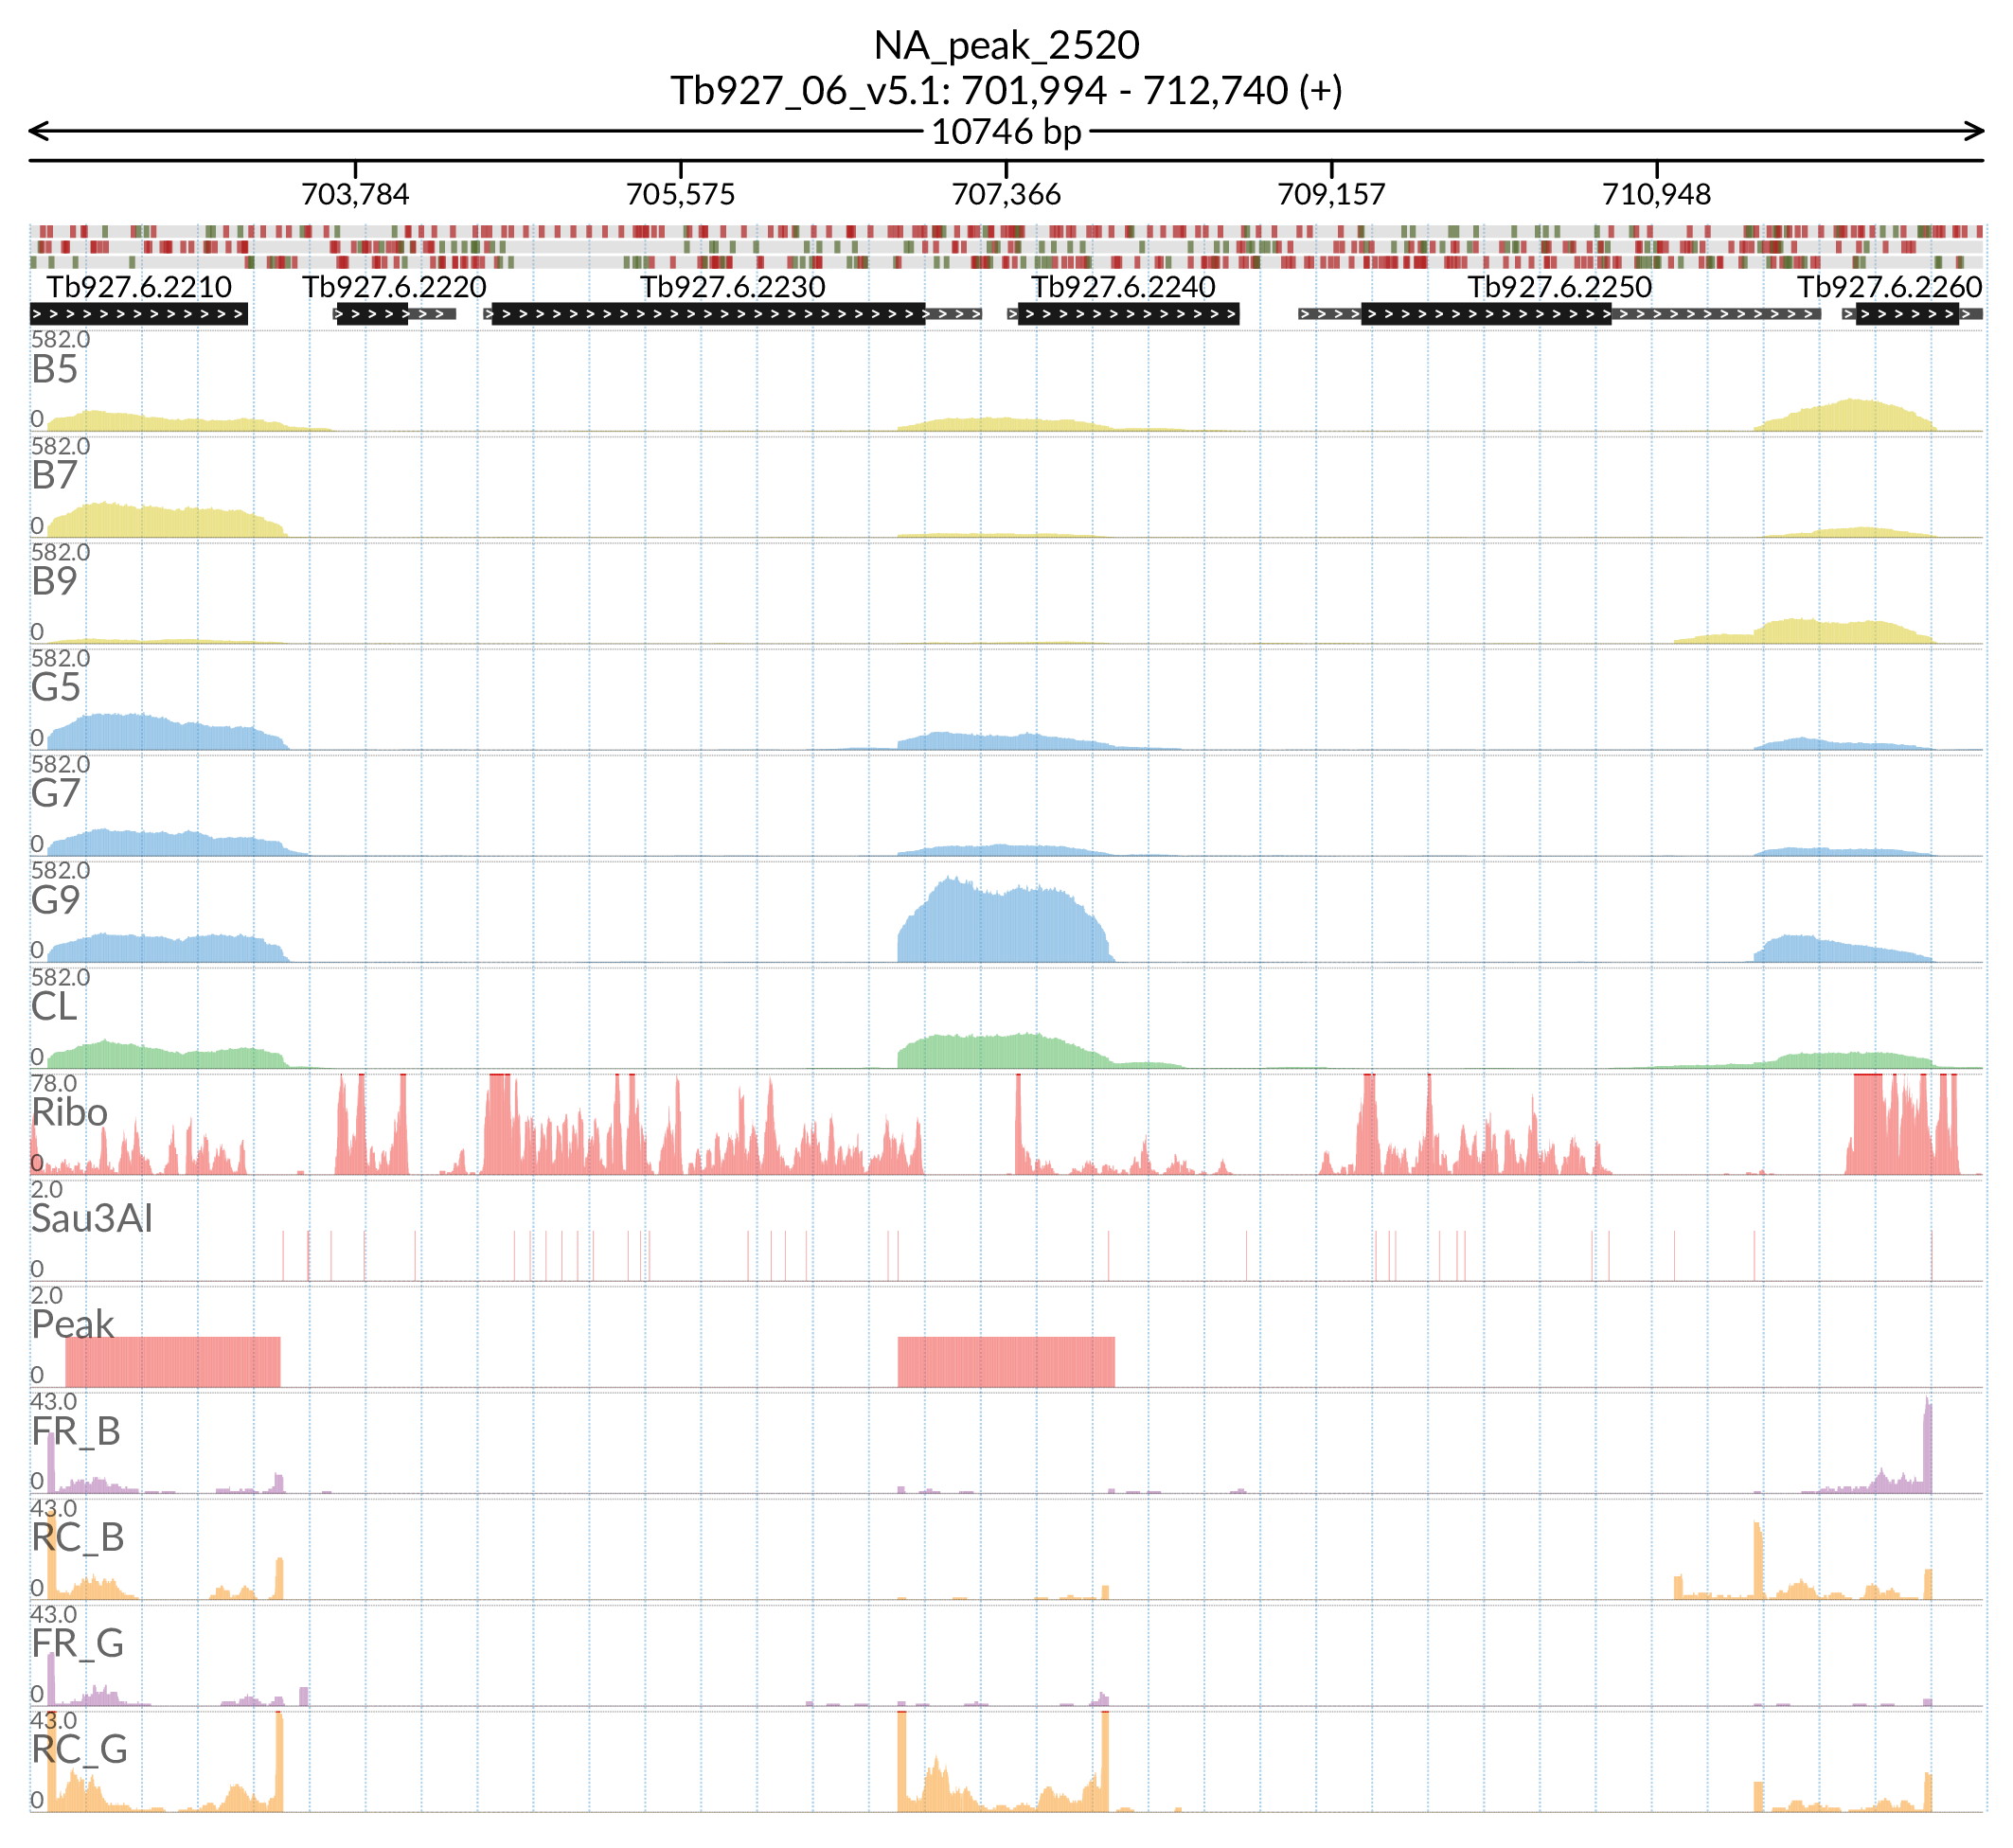 NA_peak_2520
Tb927_06_v5.1: 701,994 - 712,740 (+)
10746 bp
703,784 705,575 707,366 709,157 710,948
Tb927.6.2210 Tb927.6.2220 Tb927.6.2230 Tb927.6.2240 Tb927.6.2250 Tb927.6.2260
582.0
B5
0
582.0
B7
0
582.0
B9
0
582.0
G5
0
582.0
G7
0
582.0
G9
0
582.0
CL
0
78.0
Ribo
0
2.0
Sau3AI
0
2.0
Peak
0
43.0
FR_B
0
43.0
RC_B
0
43.0
FR_G
0
43.0
RC_G
0